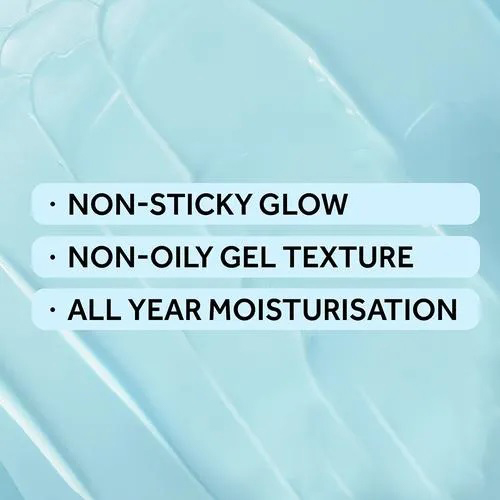 · NON-STICKY GLOW
· NON-OILY GEL TEXTURE
· ALL YEAR MOISTURISATION